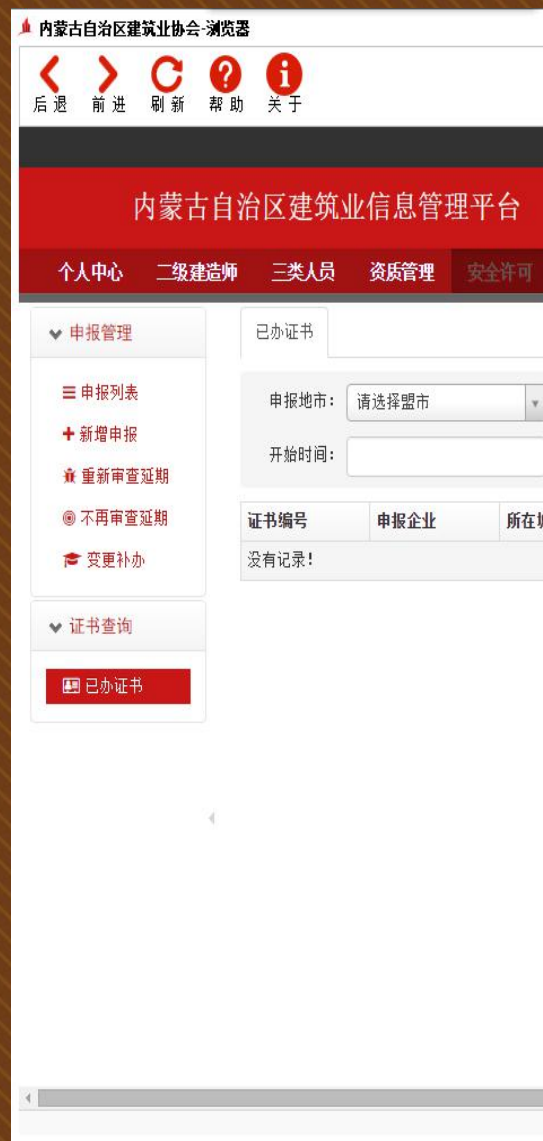 内蒙古自治区建筑业协会-浏览器
后退 前进 刷新 帮助 关于
内蒙古自治区建筑业信息管理平台
个人中心 二级建造师 三类人员 资质管理 安全许可
申报管理
申报列表
新增申报
重新审查延期
不再审查延期
变更补办
证书查询
已办证书
已办证书
申报地市: 请选择盟市
开始时间:
证书编号 申报企业 所在
没有记录!